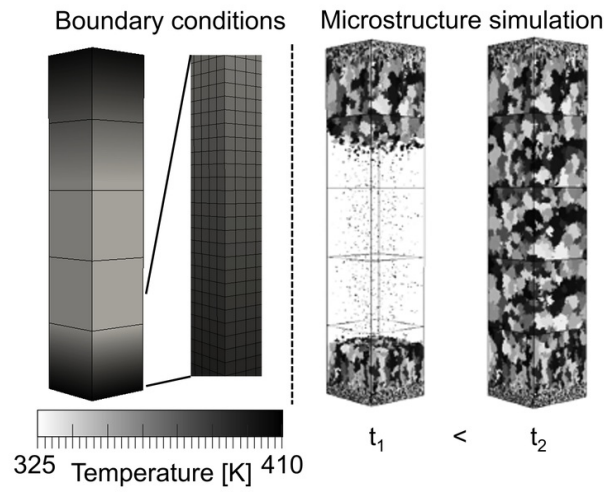 Boundary conditions
Microstructure simulation
t1 < t2
325 Temperature [K] 410